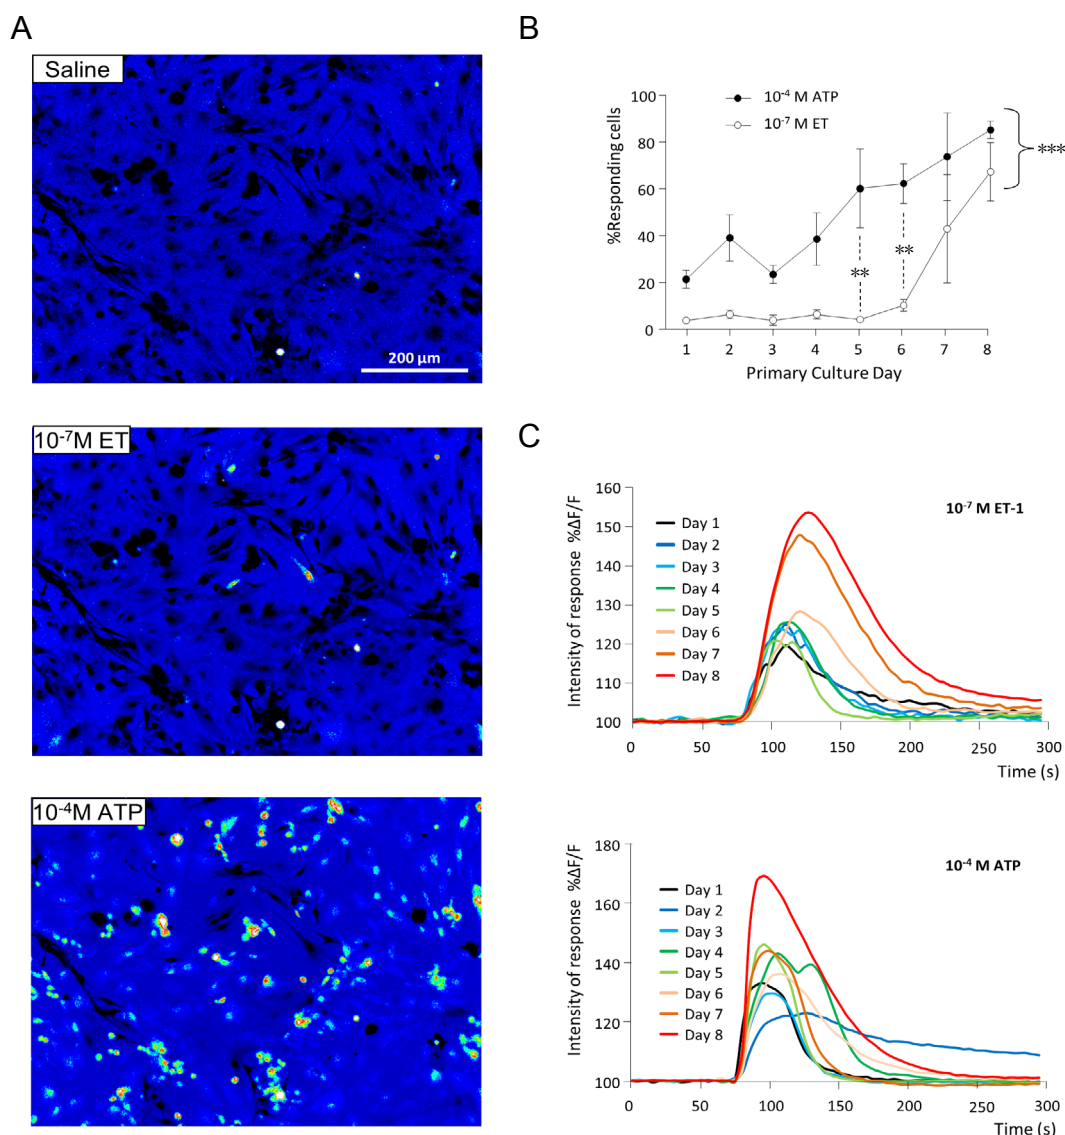 A
Saline
200 µm
10⁻⁷M ET
10⁻⁴M ATP
B
10⁻⁴ M ATP
10⁻⁷ M ET
%Responding cells
100
80
60
40
20
0
**
**
***
1 2 3 4 5 6 7 8
Primary Culture Day
C
10⁻⁷ M ET-1
Intensity of response %ΔF/F
160
150
140
130
120
110
100
Day 1
Day 2
Day 3
Day 4
Day 5
Day 6
Day 7
Day 8
0 50 100 150 200 250 300
Time (s)
10⁻⁴ M ATP
Intensity of response %ΔF/F
180
160
140
120
100
Day 1
Day 2
Day 3
Day 4
Day 5
Day 6
Day 7
Day 8
0 50 100 150 200 250 300
Time (s)